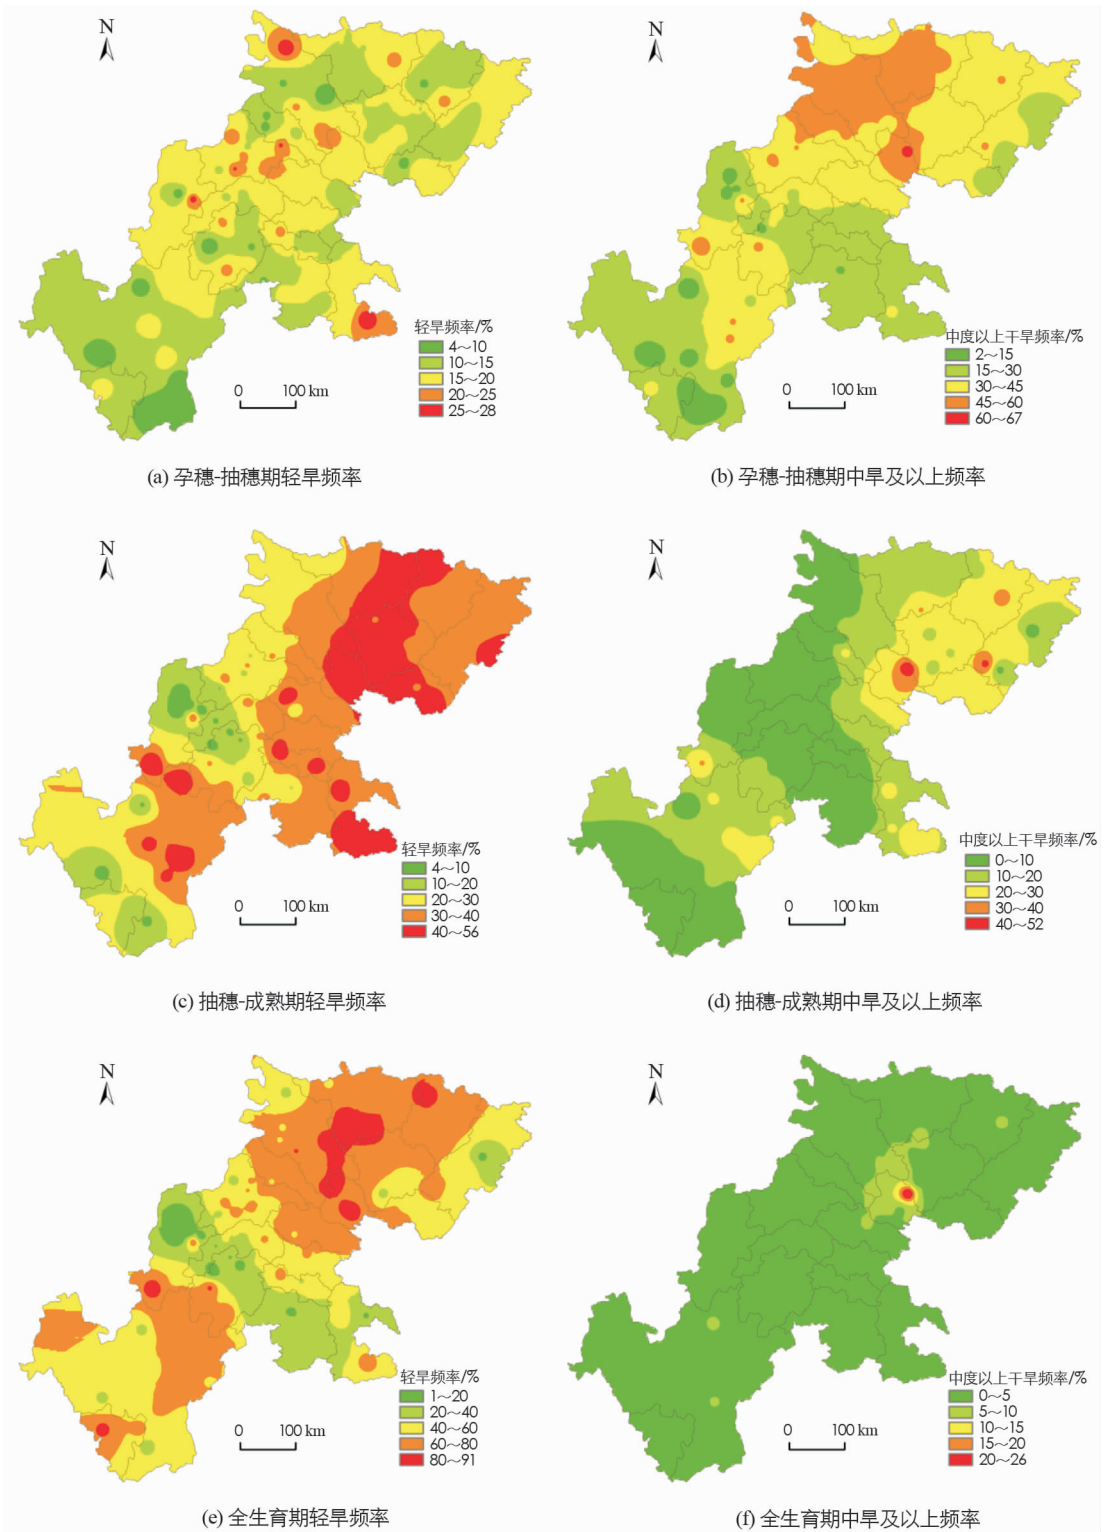 N
轻旱频率/%
4～10
10～15
15～20
20～25
25～28
0 100 km
(a) 孕穗-抽穗期轻旱频率
N
中度以上干旱频率/%
2～15
15～30
30～45
45～60
60～67
0 100 km
(b) 孕穗-抽穗期中旱及以上频率
N
轻旱频率/%
4～10
10～20
20～30
30～40
40～56
0 100 km
(c) 抽穗-成熟期轻旱频率
N
中度以上干旱频率/%
0～10
10～20
20～30
30～40
40～52
0 100 km
(d) 抽穗-成熟期中旱及以上频率
N
轻旱频率/%
1～20
20～40
40～60
60～80
80～91
0 100 km
(e) 全生育期轻旱频率
N
中度以上干旱频率/%
0～5
5～10
10～15
15～20
20～26
0 100 km
(f) 全生育期中旱及以上频率